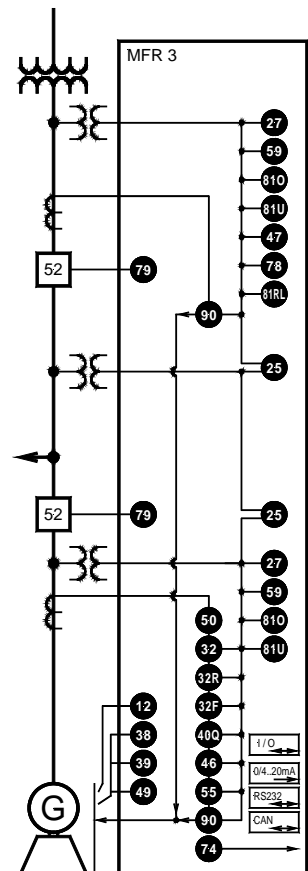 MFR 3
27
59
81O
81U
47
52
79
78
81RL
90
25
52
79
25
27
59
81O
81U
50
32
32R
12
32F
38
40Q
I / O
39
46
0/4..20mA
49
55
RS232
G
90
CAN
74